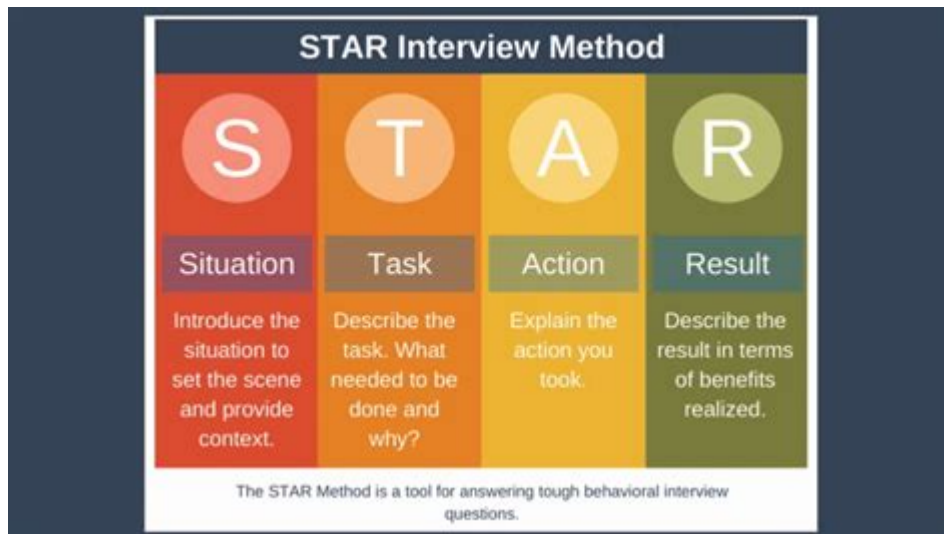 STAR Interview Method
S
T
A
R
Situation
Introduce the
situation to
set the scene
and provide
context.
Task
Describe the
task. What
needed to be
done and
why?
Action
Explain the
action you
took.
Result
Describe the
result in terms
of benefits
realized.
The STAR Method is a tool for answering tough behavioral interview
questions.